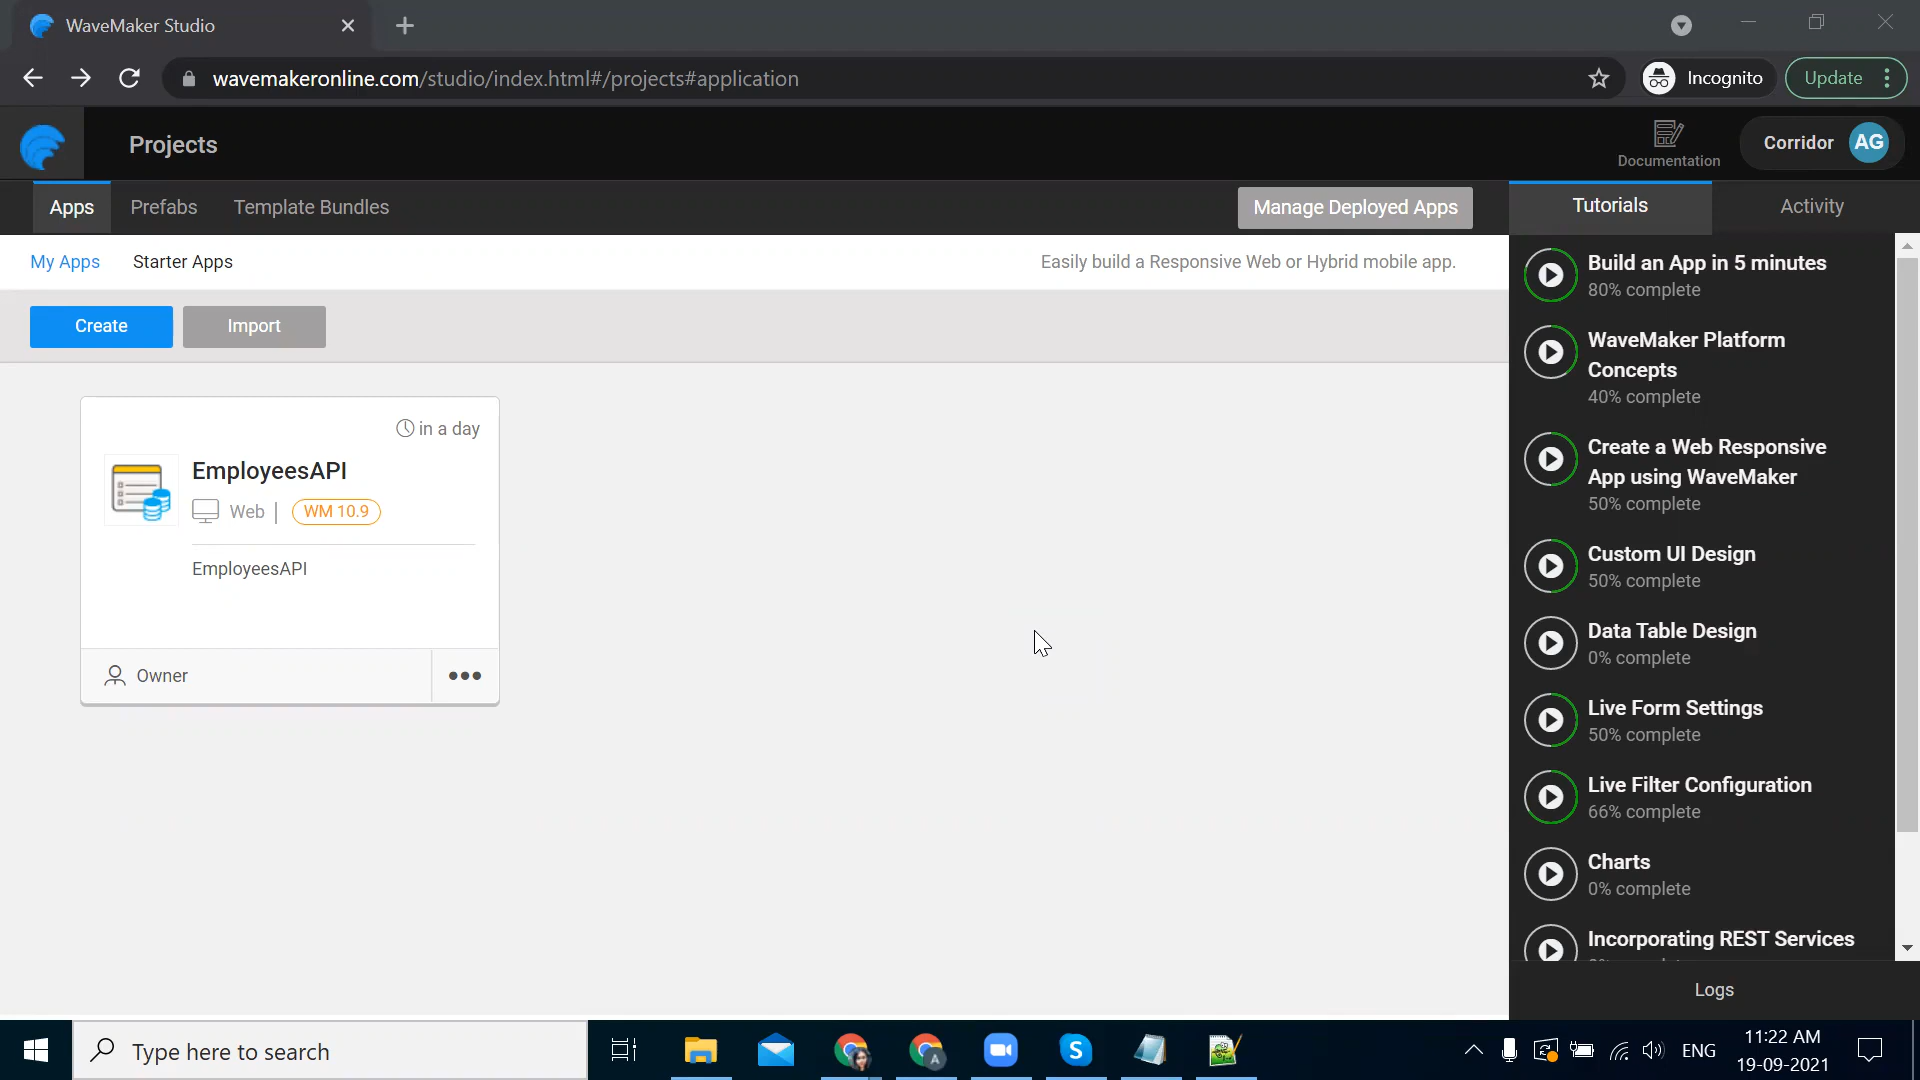 WaveMaker Studio
wavemakeronline.com/studio/index.html#/projects#application
Incognito
Update
Projects
Documentation
Corridor
AG
Apps
Prefabs
Template Bundles
Manage Deployed Apps
Tutorials
Activity
My Apps
Starter Apps
Easily build a Responsive Web or Hybrid mobile app.
Create
Import
in a day
EmployeesAPI
Web
WM 10.9
EmployeesAPI
Owner
Build an App in 5 minutes
80% complete
WaveMaker Platform
Concepts
40% complete
Create a Web Responsive
App using WaveMaker
50% complete
Custom UI Design
50% complete
Data Table Design
0% complete
Live Form Settings
50% complete
Live Filter Configuration
66% complete
Charts
0% complete
Incorporating REST Services
Logs
Type here to search
A
S
ENG
11:22 AM
19-09-2021